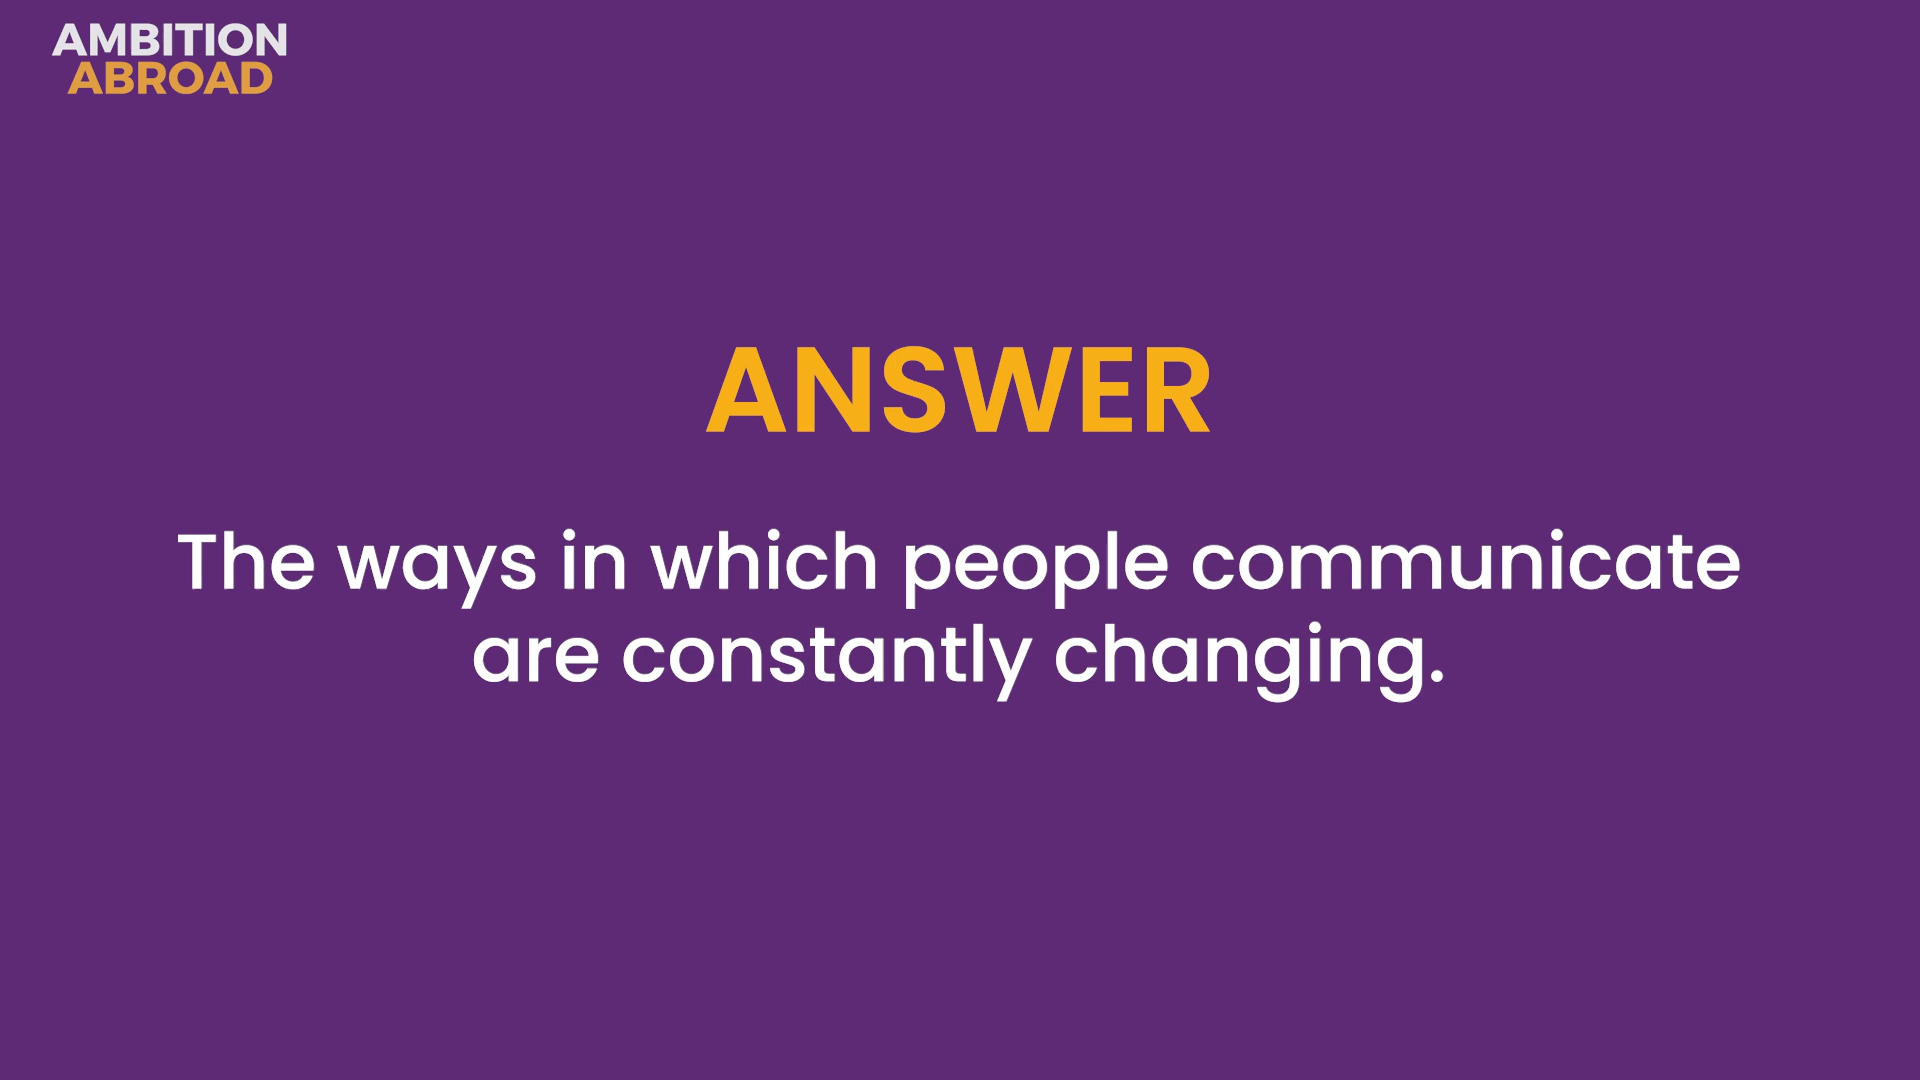 AMBITION
ABROAD
ANSWER
The ways in which people communicate
are constantly changing.